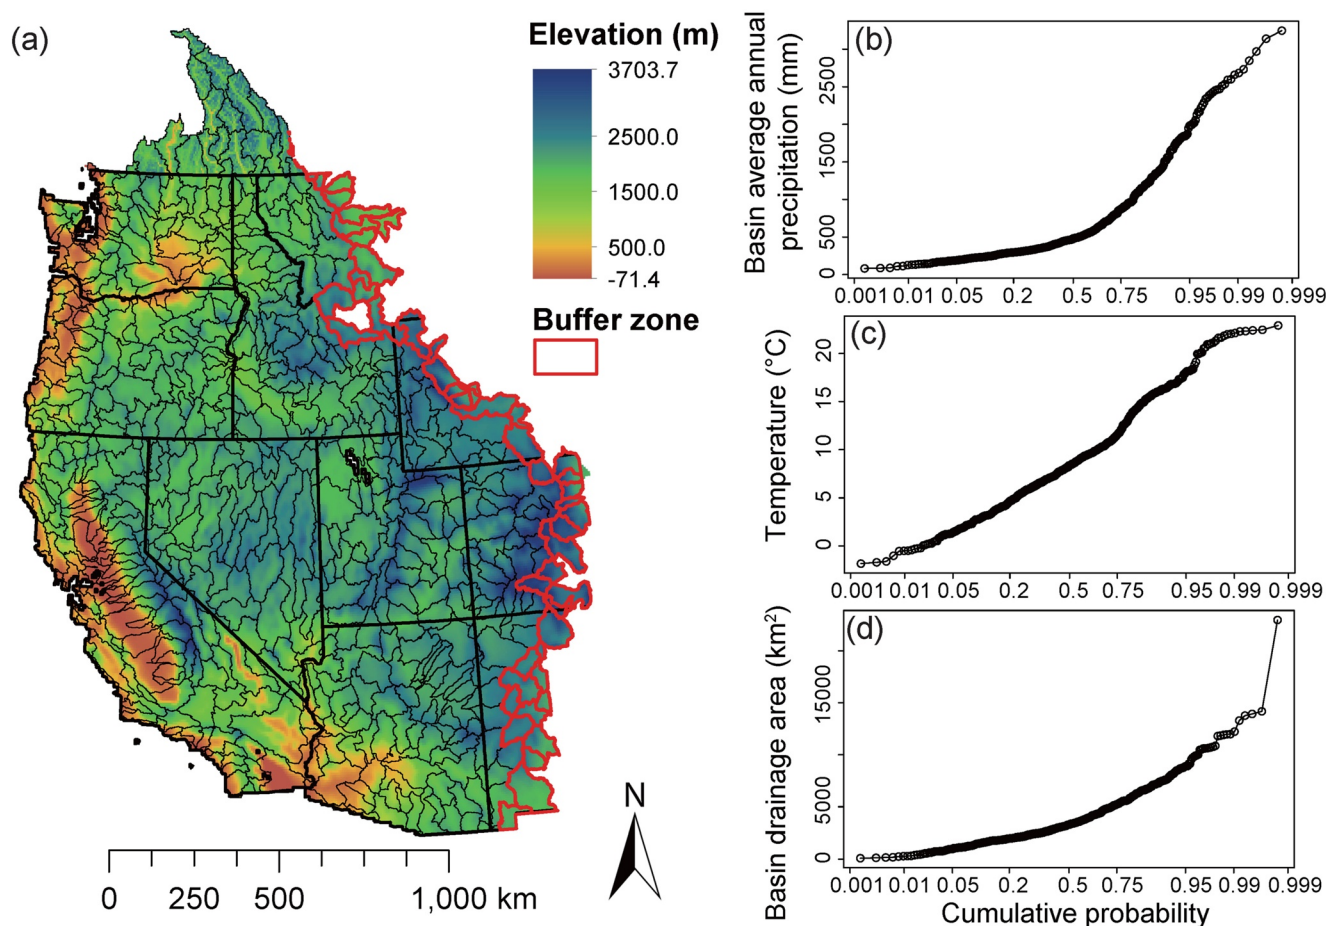 (a)
Elevation (m)
3703.7
2500.0
1500.0
500.0
-71.4
Buffer zone
N
0 250 500 1,000 km
(b)
Basin average annual
precipitation (mm)
0 500 1500 2500
0.001 0.01 0.05 0.2 0.5 0.75 0.95 0.99 0.999
(c)
Temperature (°C)
0 5 10 15 20
0.001 0.01 0.05 0.2 0.5 0.75 0.95 0.99 0.999
(d)
Basin drainage area (km²)
0 5000 15000
0.001 0.01 0.05 0.2 0.5 0.75 0.95 0.99 0.999
Cumulative probability